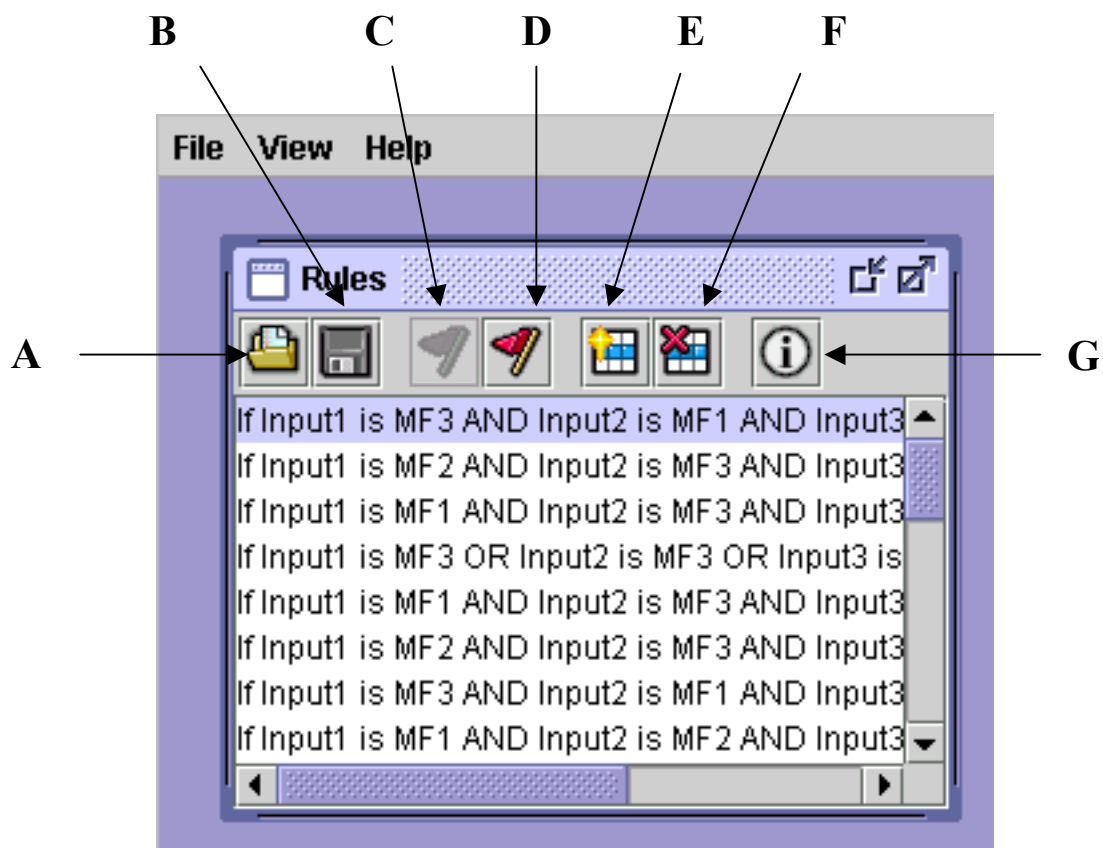 B C D E F
File View Help
Rules
A G
If Input1 is MF3 AND Input2 is MF1 AND Input3
If Input1 is MF2 AND Input2 is MF3 AND Input3
If Input1 is MF1 AND Input2 is MF3 AND Input3
If Input1 is MF3 OR Input2 is MF3 OR Input3 is
If Input1 is MF1 AND Input2 is MF3 AND Input3
If Input1 is MF2 AND Input2 is MF3 AND Input3
If Input1 is MF3 AND Input2 is MF1 AND Input3
If Input1 is MF1 AND Input2 is MF2 AND Input3